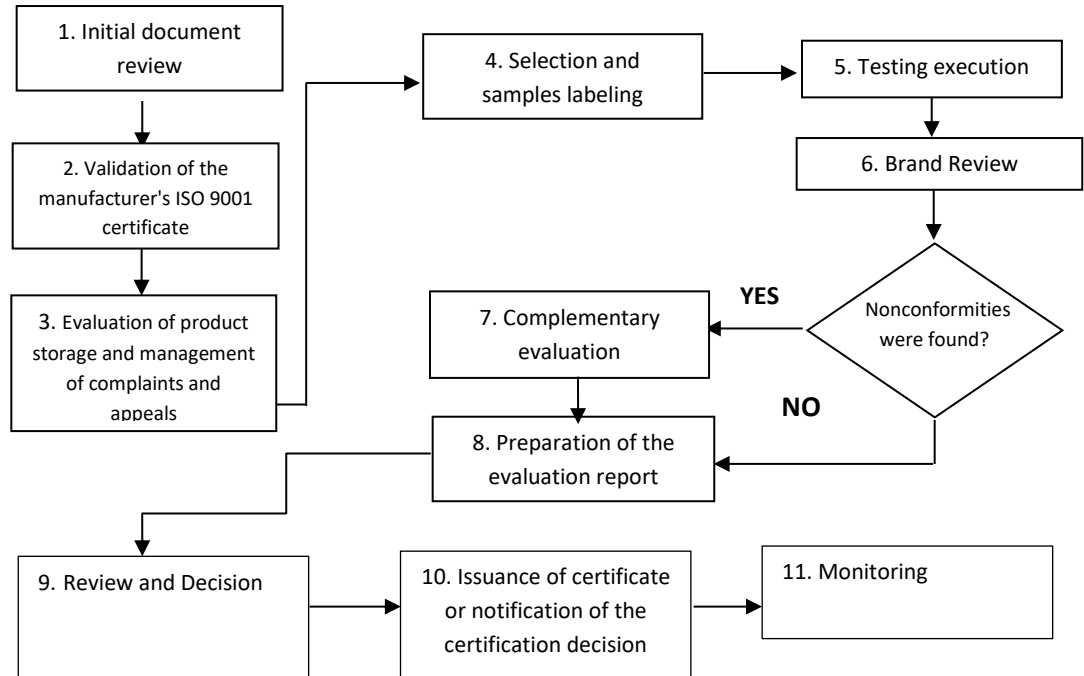 1. Initial document
review
2. Validation of the
manufacturer's ISO 9001
certificate
3. Evaluation of product
storage and management
of complaints and
appeals
4. Selection and
samples labeling
5. Testing execution
6. Brand Review
Nonconformities
were found?
YES
7. Complementary
evaluation
NO
8. Preparation of the
evaluation report
9. Review and Decision
10. Issuance of certificate
or notification of the
certification decision
11. Monitoring